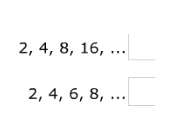 2, 4, 8, 16, ...
2, 4, 6, 8, ...